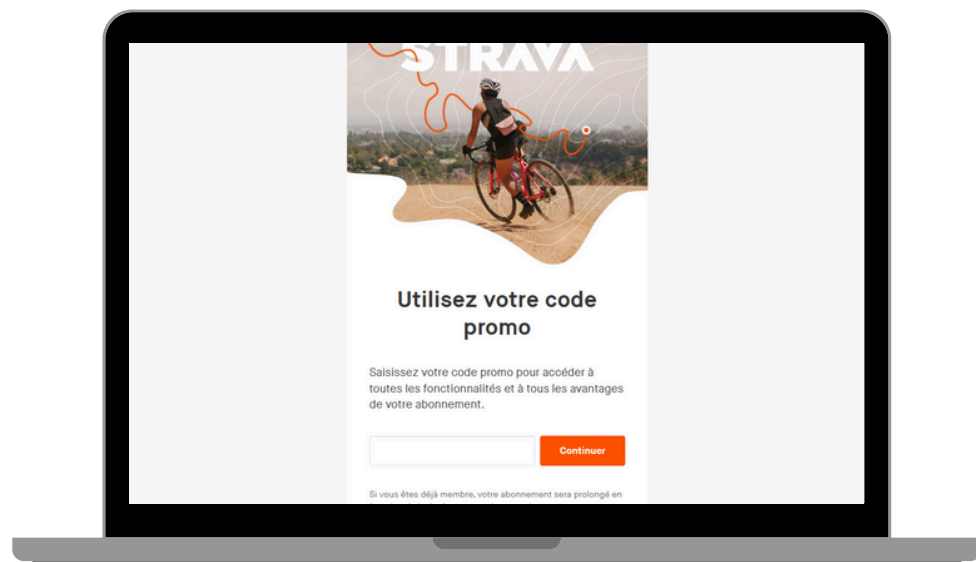 STRAVA
Utilisez votre code
promo
Saisissez votre code promo pour accéder à
toutes les fonctionnalités et à tous les avantages
de votre abonnement.
Continuer
Si vous êtes déjà membre, votre abonnement sera prolongé en